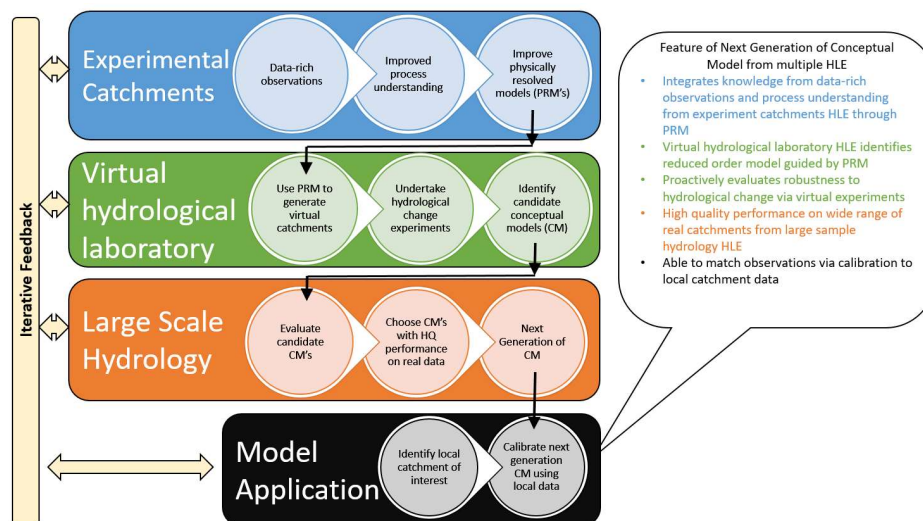 Iterative Feedback
Experimental
Catchments
Data-rich
observations
Improved
process
understanding
Improve
physically
resolved
models (PRM's)
Virtual
hydrological
laboratory
Use PRM to
generate
virtual
catchments
Undertake
hydrological
change
experiments
Identify
candidate
conceptual
models (CM)
Large Scale
Hydrology
Evaluate
candidate
CM's
Choose CM's
with HQ
performance
on real data
Next
Generation of
CM
Model
Application
Identify local
catchment of
interest
Calibrate next
generation
CM using
local data
Feature of Next Generation of Conceptual
Model from multiple HLE
• Integrates knowledge from data-rich
observations and process understanding
from experiment catchments HLE through
PRM
• Virtual hydrological laboratory HLE identifies
reduced order model guided by PRM
• Proactively evaluates robustness to
hydrological change via virtual experiments
• High quality performance on wide range of
real catchments from large sample
hydrology HLE
• Able to match observations via calibration to
local catchment data